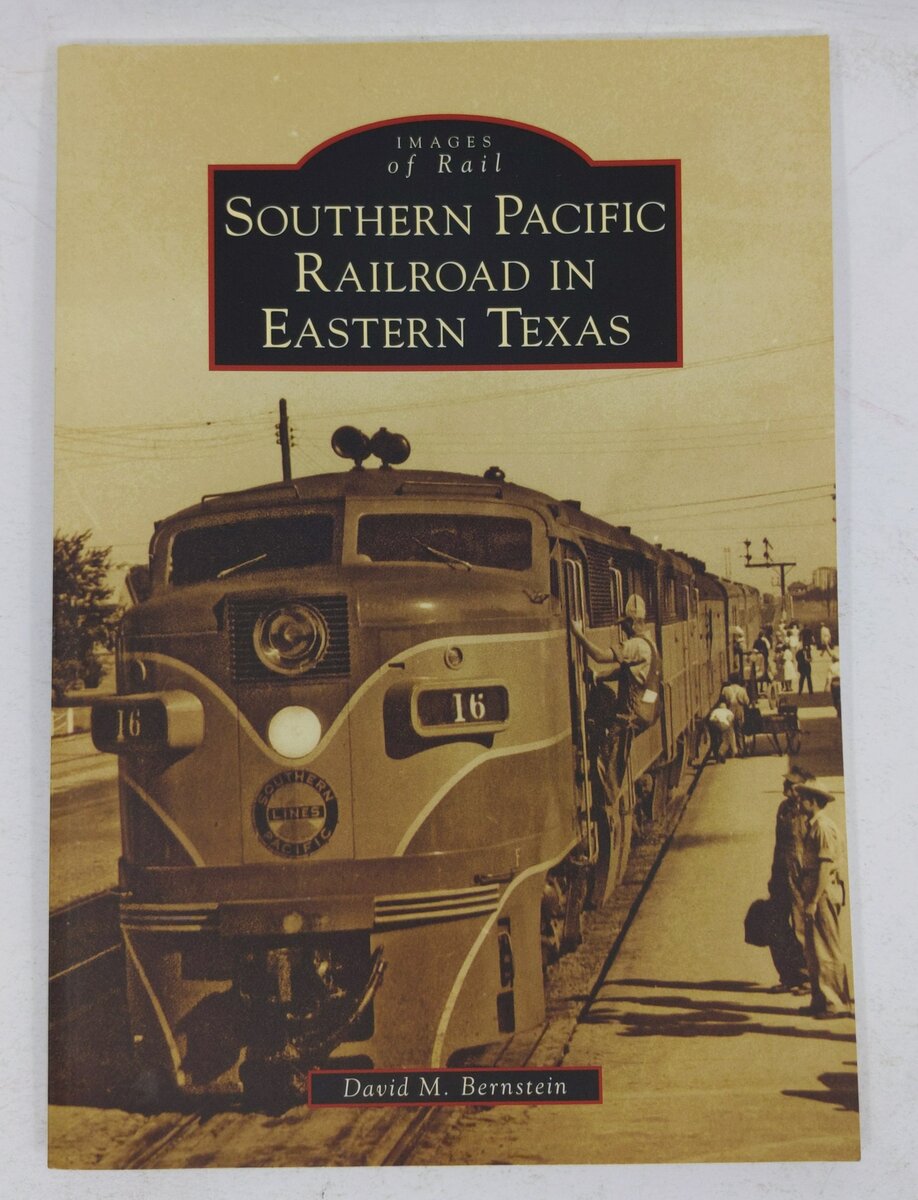 IMAGES
of Rail
SOUTHERN PACIFIC
RAILROAD IN
EASTERN TEXAS
16
16
SOUTHERN
LINES
PACIFIC
David M. Bernstein